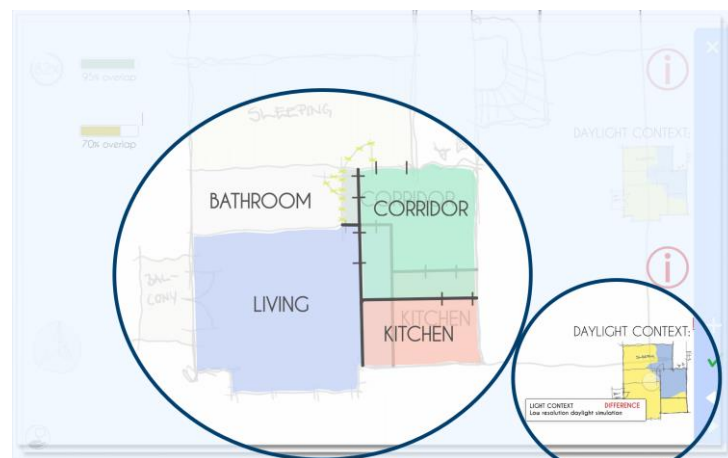 93% overlap
70% overlap
SLEEPING
DAYLIGHT CONTEXT:
BATHROOM
CORRIDOR
CORRIDOR
BAL-
CONY
LIVING
KITCHEN
KITCHEN
DAYLIGHT CONTEXT:
LIGHT CONTEXT DIFFERENCE
Low resolution daylight simulation